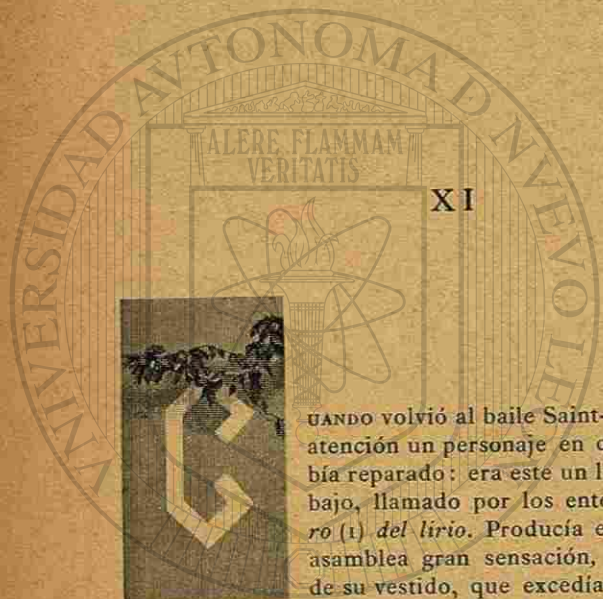 UNIVERSIDAD AUTONOMA DE NUEVO LE
ALERE FLAMMAM
VERITATIS
XI
CUANDO volvió al baile Saint-
atención un personaje en
bía reparado: era este un
bajo, llamado por los
ro (1) del lirio. Producía
asamblea gran sensación,
de su vestido, que excedía